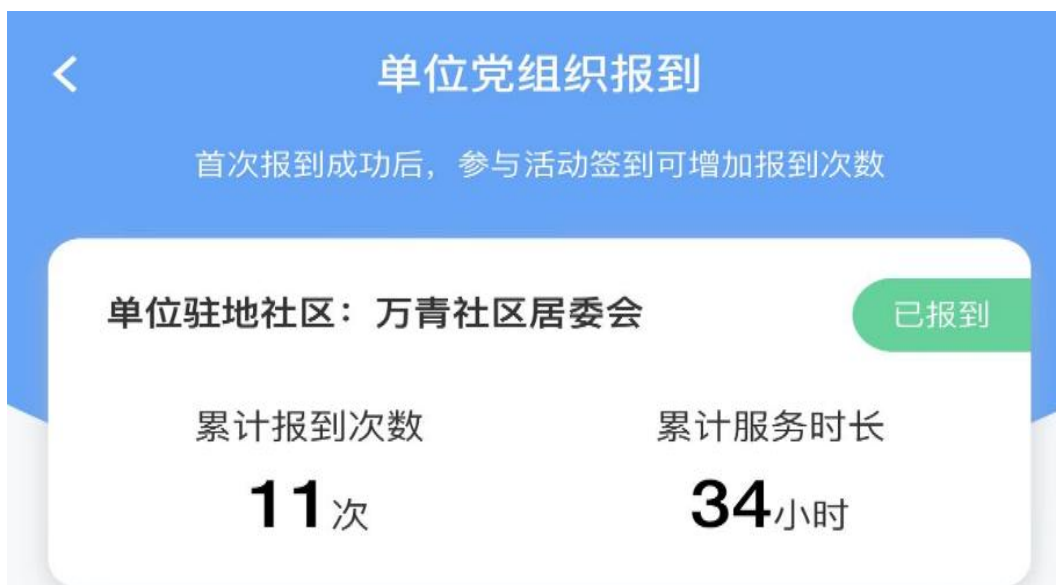 单位党组织报到
首次报到成功后，参与活动签到可增加报到次数
单位驻地社区：万青社区居委会
已报到
累计报到次数
累计服务时长
11次
34小时